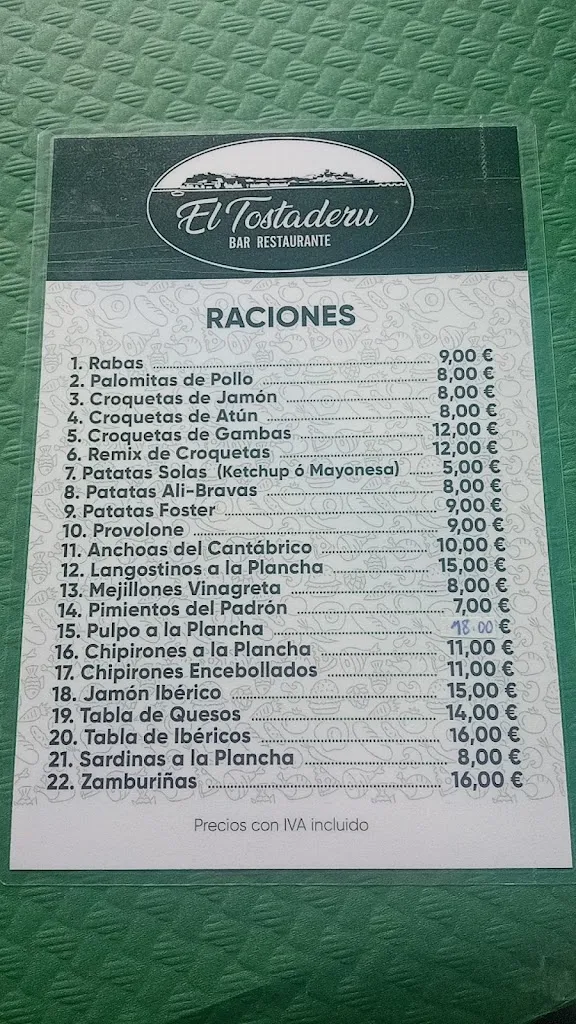 El Tostaderu
BAR RESTAURANTE
RACIONES
1. Rabas 9,00 €
2. Palomitas de Pollo 8,00 €
3. Croquetas de Jamón 8,00 €
4. Croquetas de Atún 8,00 €
5. Croquetas de Gambas 12,00 €
6. Remix de Croquetas 12,00 €
7. Patatas Solas (Ketchup ó Mayonesa) 5,00 €
8. Patatas Ali-Bravas 8,00 €
9. Patatas Foster 9,00 €
10. Provolone 9,00 €
11. Anchoas del Cantábrico 10,00 €
12. Langostinos a la Plancha 15,00 €
13. Mejillones Vinagreta 8,00 €
14. Pimientos del Padrón 7,00 €
15. Pulpo a la Plancha 18.00 €
16. Chipirones a la Plancha 11,00 €
17. Chipirones Encebollados 11,00 €
18. Jamón Ibérico 15,00 €
19. Tabla de Quesos 14,00 €
20. Tabla de Ibéricos 16,00 €
21. Sardinas a la Plancha 8,00 €
22. Zamburiñas 16,00 €
Precios con IVA incluido